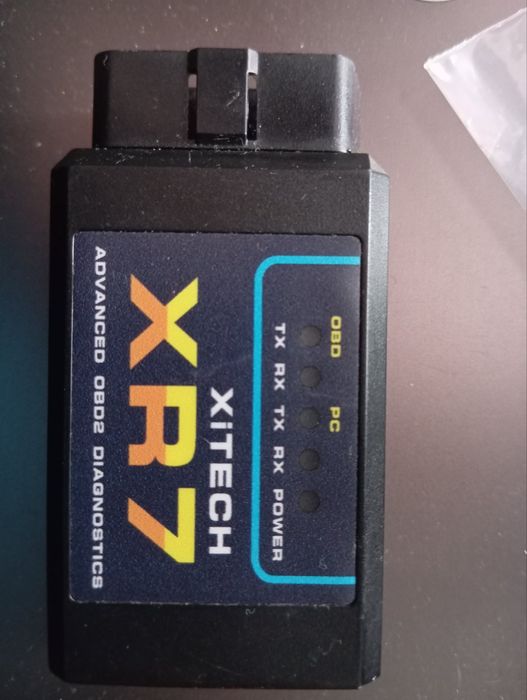 OBD PC
TX RX TX RX POWER
XiTECH
XR7
ADVANCED OBD2 DIAGNOSTICS